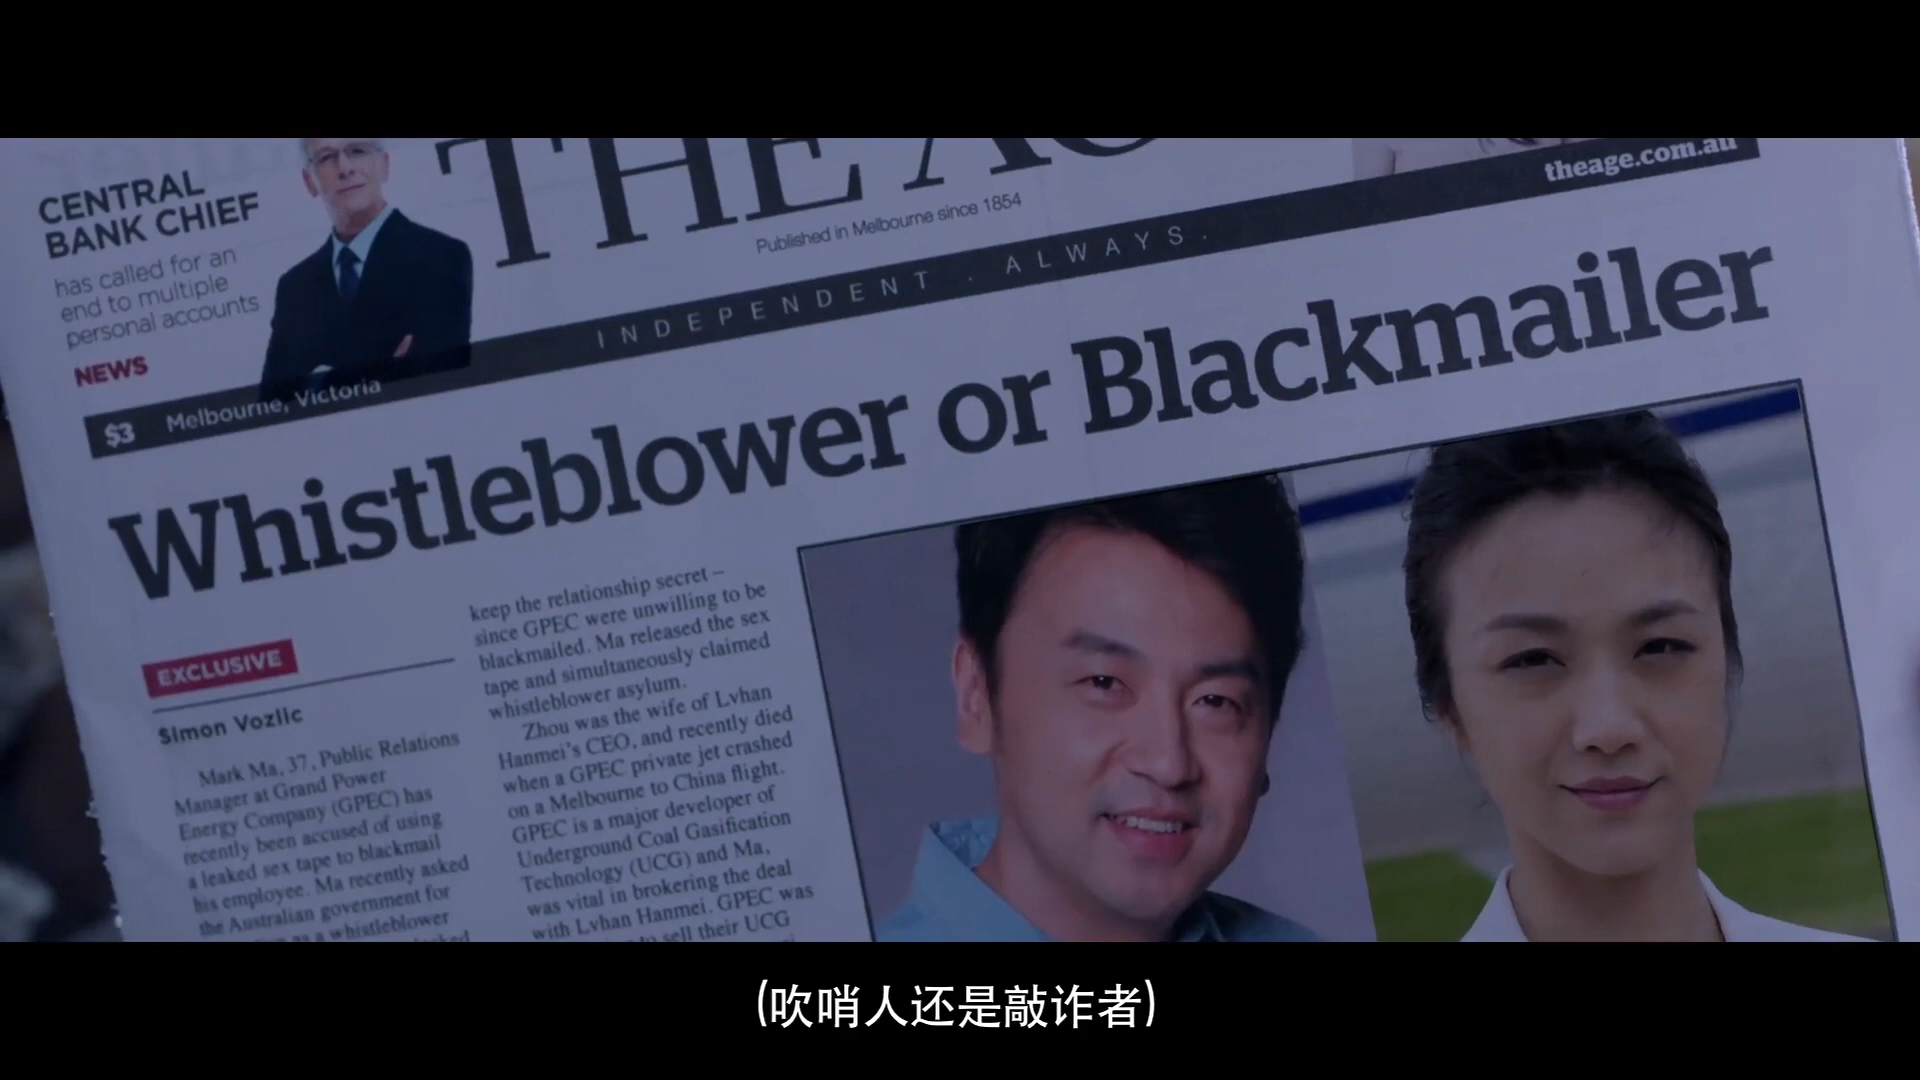 CENTRAL
BANK CHIEF
has called for an
end to multiple
personal accounts
NEWS
THE
Published in Melbourne since 1854
theage.com.au
INDEPENDENT . ALWAYS.
$3 Melbourne, Victoria
Whistleblower or Blackmailer
EXCLUSIVE
Simon Vozlic
Mark Ma, 37, Public Relations
Manager at Grand Power
Energy Company (GPEC) has
recently been accused of using
a leaked sex tape to blackmail
his employee. Ma recently asked
the Australian government for
as a whistleblower
keep the relationship secret –
since GPEC were unwilling to be
blackmailed. Ma released the sex
tape and simultaneously claimed
whistleblower asylum.
Zhou was the wife of Lvhan
Hanmei's CEO, and recently died
when a GPEC private jet crashed
on a Melbourne to China flight.
GPEC is a major developer of
Underground Coal Gasification
Technology (UCG) and Ma,
was vital in brokering the deal
with Lvhan Hanmei. GPEC was
to sell their UCG
(吹哨人还是敲诈者)